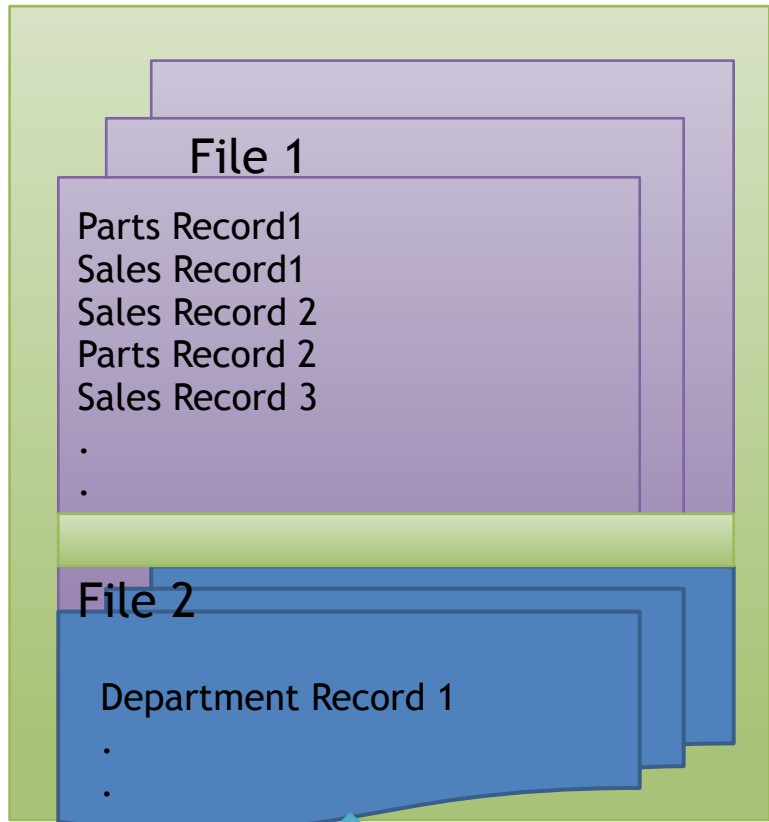 File 1
Parts Record1
Sales Record1
Sales Record 2
Parts Record 2
Sales Record 3
.
.
File 2
Department Record 1
.
.